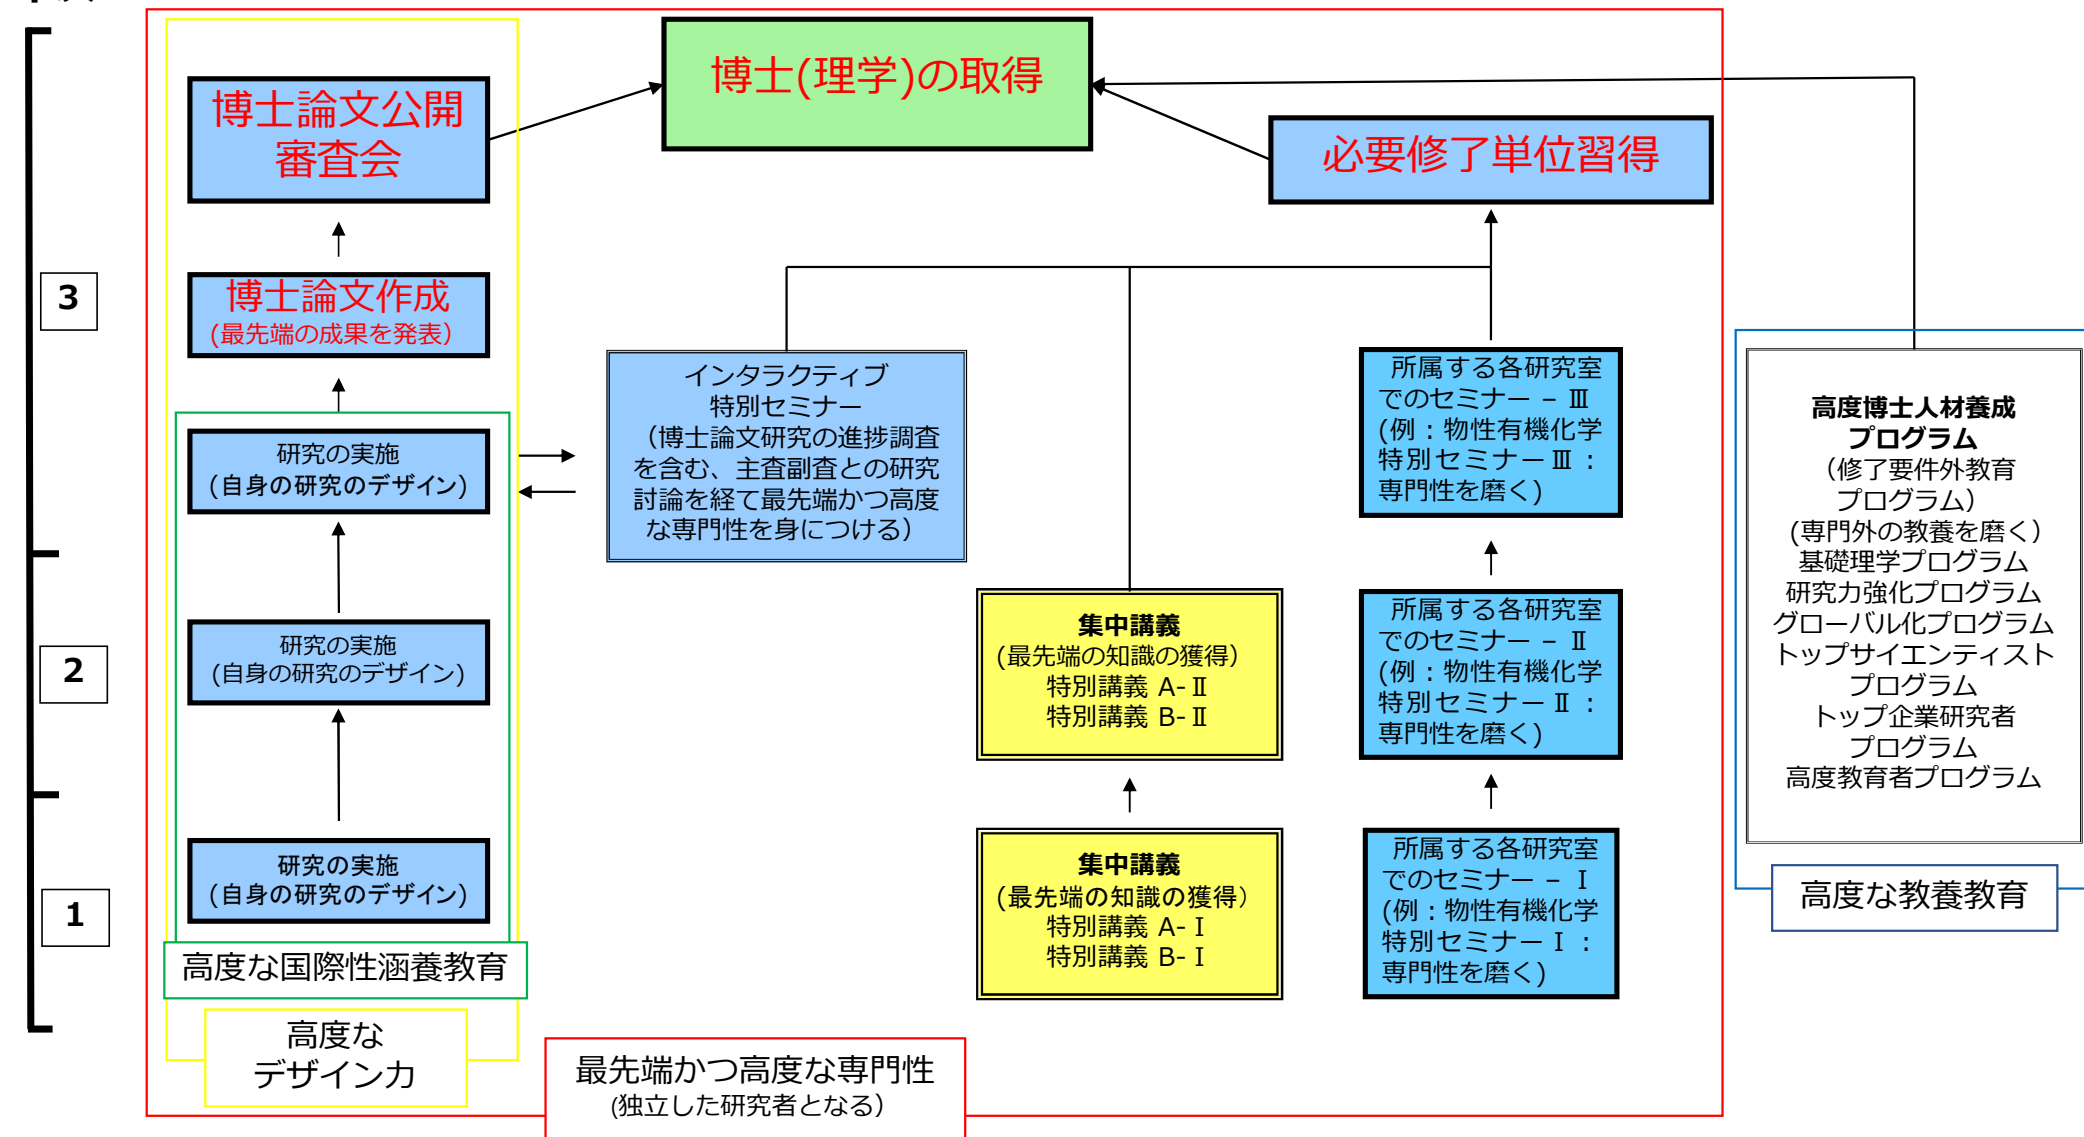 博士(理学)の取得
博士論文公開
審査会
必要修了単位習得
3
博士論文作成
(最先端の成果を発表)
インタラクティブ
特別セミナー
（博士論文研究の進捗調査
を含む、主査副査との研究
討論を経て最先端かつ高度
な専門性を身につける）
所属する各研究室
でのセミナー – Ⅲ
(例：物性有機化学
特別セミナーⅢ：
専門性を磨く)
高度博士人材養成
プログラム
（修了要件外教育
プログラム）
(専門外の教養を磨く）
基礎理学プログラム
研究力強化プログラム
グローバル化プログラム
トップサイエンティスト
プログラム
トップ企業研究者
プログラム
高度教育者プログラム
研究の実施
(自身の研究のデザイン)
2
研究の実施
(自身の研究のデザイン)
集中講義
(最先端の知識の獲得）
特別講義 A-Ⅱ
特別講義 B-Ⅱ
所属する各研究室
でのセミナー – Ⅱ
(例：物性有機化学
特別セミナーⅡ：
専門性を磨く)
1
研究の実施
(自身の研究のデザイン)
集中講義
(最先端の知識の獲得）
特別講義 A-Ⅰ
特別講義 B-Ⅰ
所属する各研究室
でのセミナー – Ⅰ
(例：物性有機化学
特別セミナーⅠ：
専門性を磨く)
高度な教養教育
高度な国際性涵養教育
高度な
デザイン力
最先端かつ高度な専門性
(独立した研究者となる）